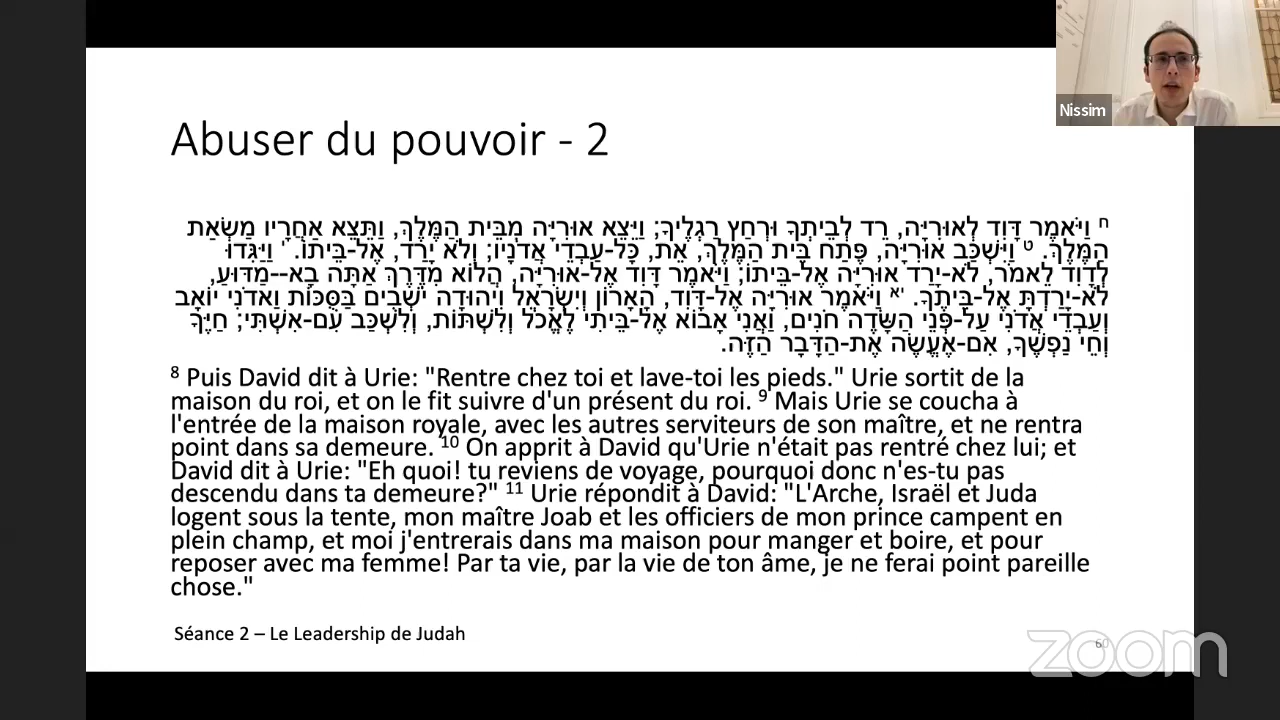 Nissim
Abuser du pouvoir - 2
ח וַיֹּאמֶר דָּוִד לְאוּרִיָּה, רֵד לְבֵיתְךָ וּרְחַץ רַגְלֶיךָ; וַיֵּצֵא אוּרִיָּה מִבֵּית הַמֶּלֶךְ, וַתֵּצֵא אַחֲרָיו מַשְׂאַת
הַמֶּלֶךְ. ט וַיִּשְׁכַּב אוּרִיָּה, פֶּתַח בֵּית הַמֶּלֶךְ, אֵת, כָּל-עַבְדֵי אֲדֹנָיו; וְלֹא יָרַד, אֶל-בֵּיתוֹ. י וַיַּגִּדוּ
לְדָוִד לֵאמֹר, לֹא-יָרַד אוּרִיָּה אֶל-בֵּיתוֹ; וַיֹּאמֶר דָּוִד אֶל-אוּרִיָּה, הֲלוֹא מִדֶּרֶךְ אַתָּה בָא--מַדּוּעַ,
לֹא-יָרַדְתָּ אֶל-בֵּיתֶךָ. יא וַיֹּאמֶר אוּרִיָּה אֶל-דָּוִד, הָאָרוֹן וְיִשְׂרָאֵל וִיהוּדָה יֹשְׁבִים בַּסֻּכּוֹת וַאדֹנִי יוֹאָב
וְעַבְדֵי אֲדֹנִי עַל-פְּנֵי הַשָּׂדֶה חֹנִים, וַאֲנִי אָבוֹא אֶל-בֵּיתִי לֶאֱכֹל וְלִשְׁתּוֹת, וְלִשְׁכַּב עִם-אִשְׁתִּי; חַיֶּךָ
וְחֵי נַפְשֶׁךָ, אִם-אֶעֱשֶׂה אֶת-הַדָּבָר הַזֶּה.
8 Puis David dit à Urie: "Rentre chez toi et lave-toi les pieds." Urie sortit de la
maison du roi, et on le fit suivre d'un présent du roi. 9 Mais Urie se coucha à
l'entrée de la maison royale, avec les autres serviteurs de son maître, et ne rentra
point dans sa demeure. 10 On apprit à David qu'Urie n'était pas rentré chez lui; et
David dit à Urie: "Eh quoi! tu reviens de voyage, pourquoi donc n'es-tu pas
descendu dans ta demeure?" 11 Urie répondit à David: "L'Arche, Israël et Juda
logent sous la tente, mon maître Joab et les officiers de mon prince campent en
plein champ, et moi j'entrerais dans ma maison pour manger et boire, et pour
reposer avec ma femme! Par ta vie, par la vie de ton âme, je ne ferai point pareille
chose."
Séance 2 – Le Leadership de Judah
60
zoom